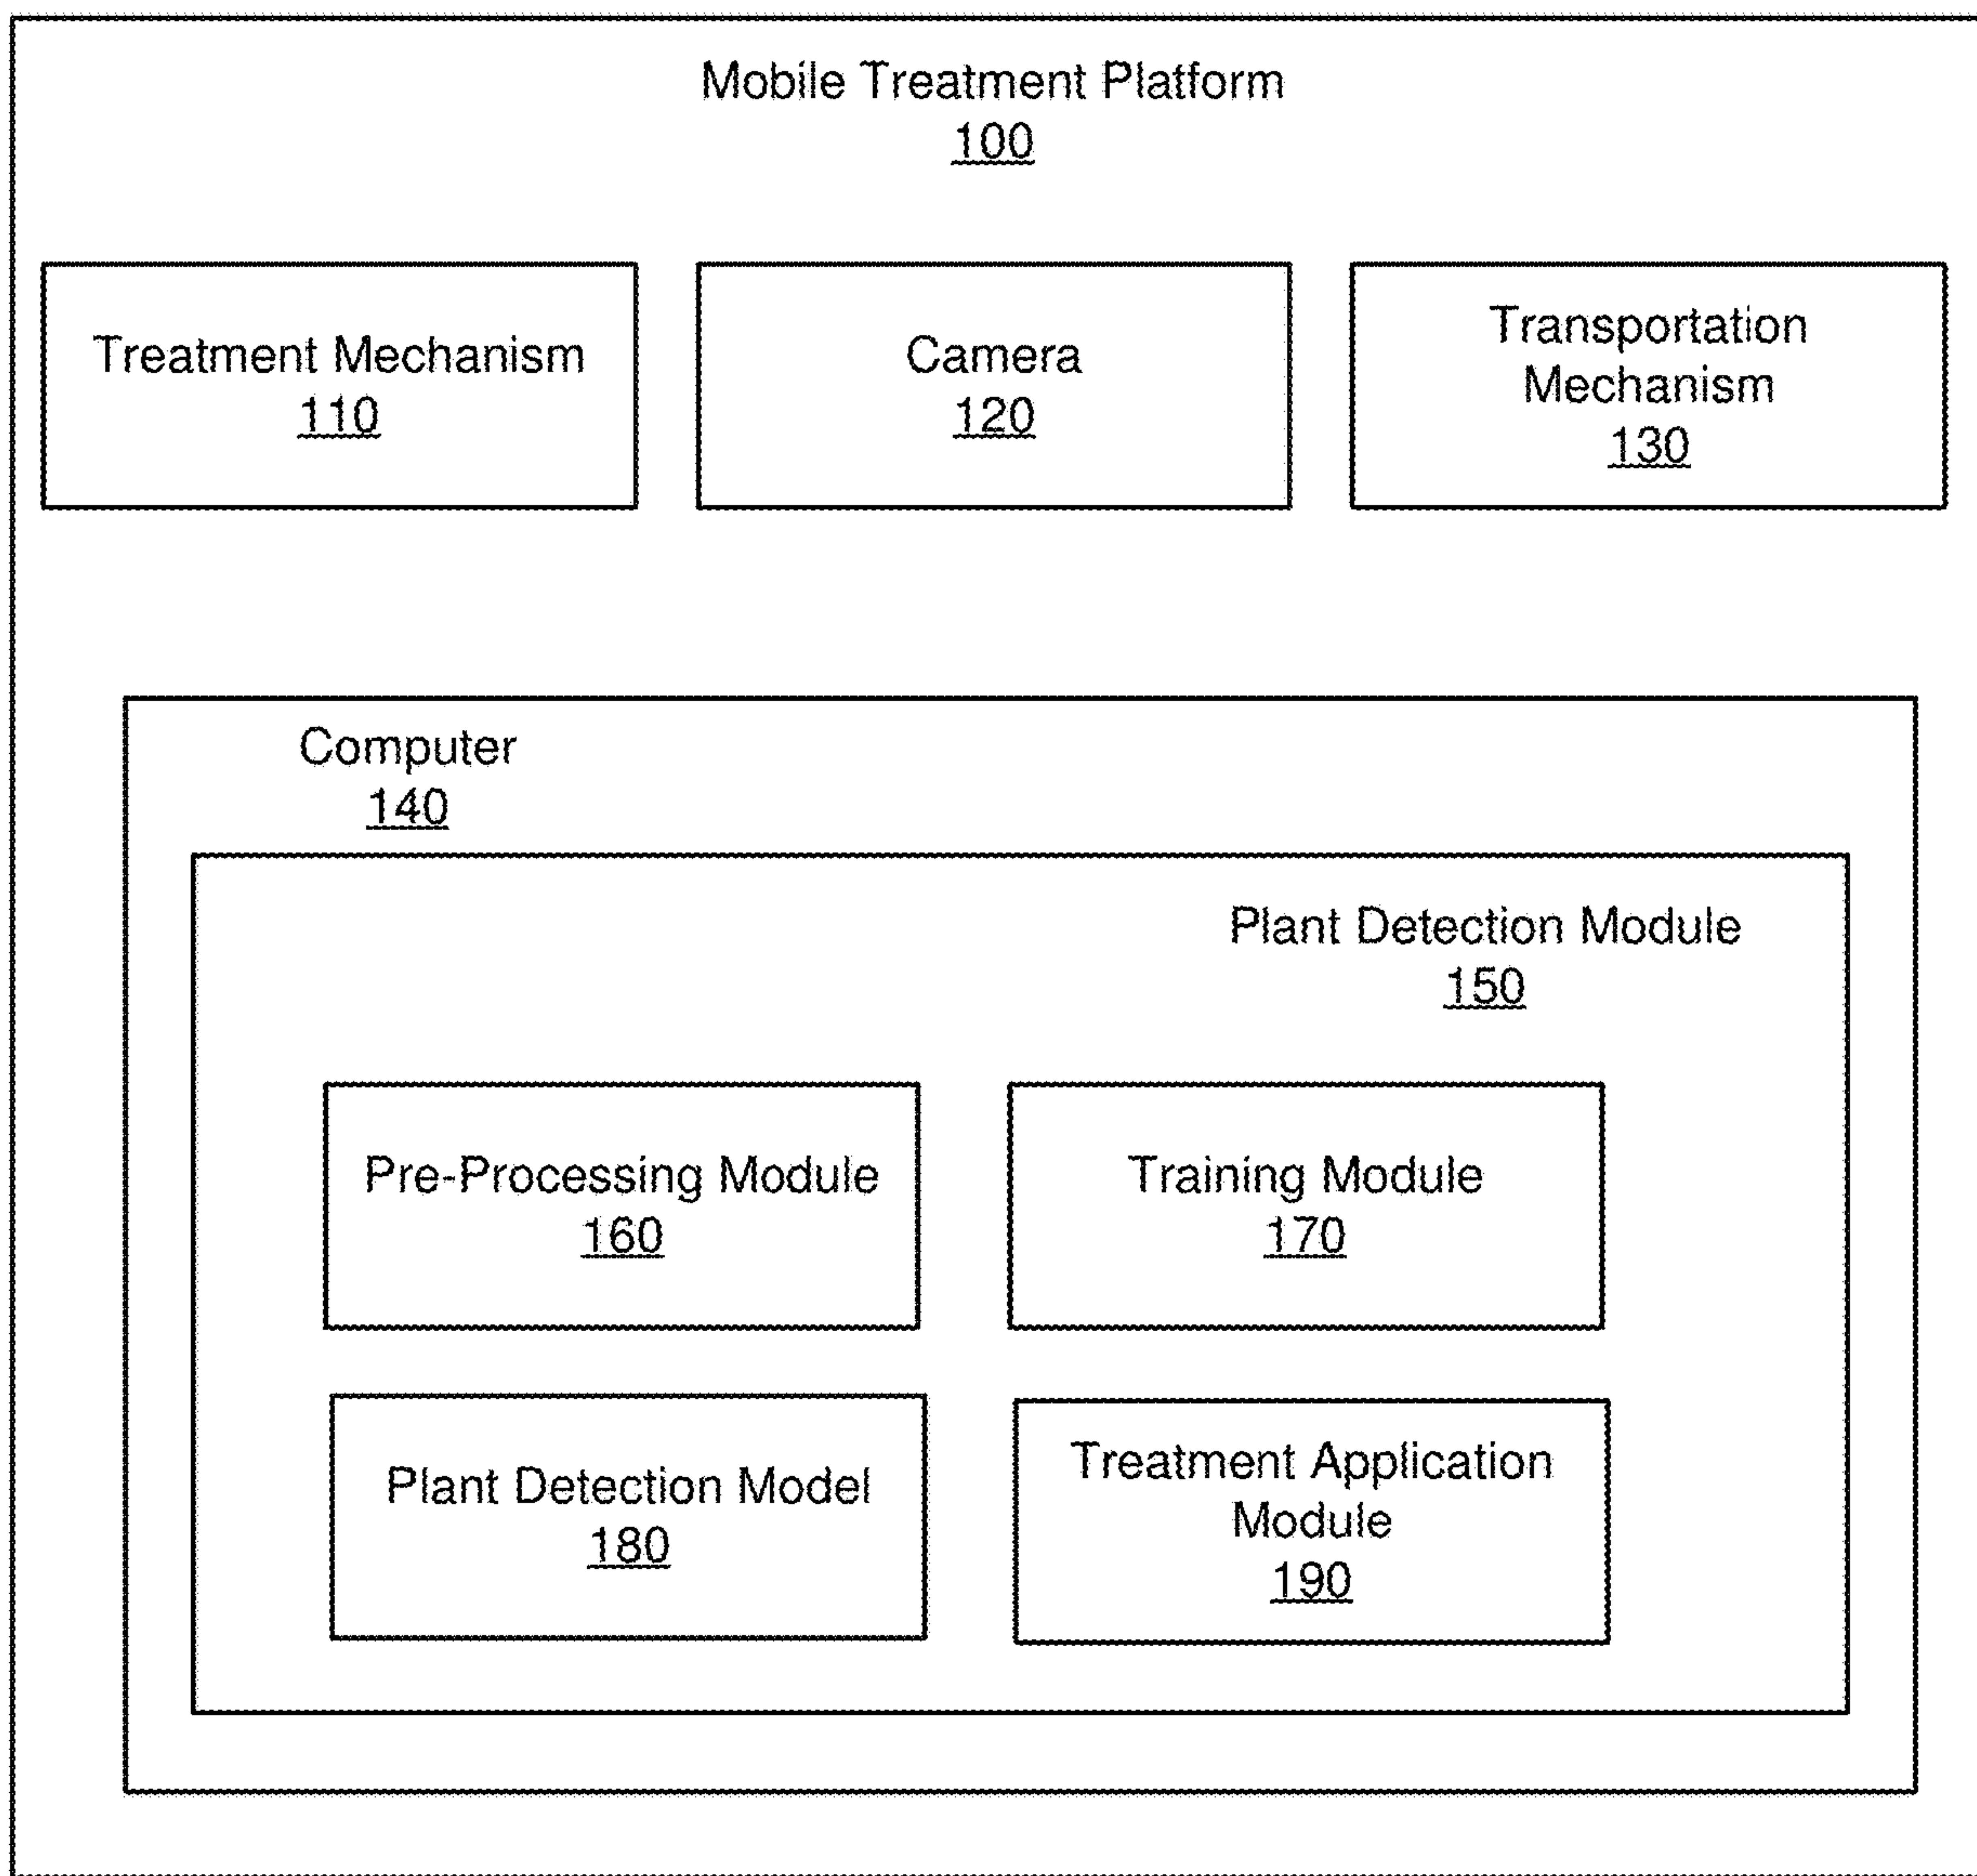 Mobile Treatment Platform
100
Treatment Mechanism
110
Camera
120
Transportation
Mechanism
130
Computer
140
Plant Detection Module
150
Pre-Processing Module
160
Training Module
170
Plant Detection Model
180
Treatment Application
Module
190